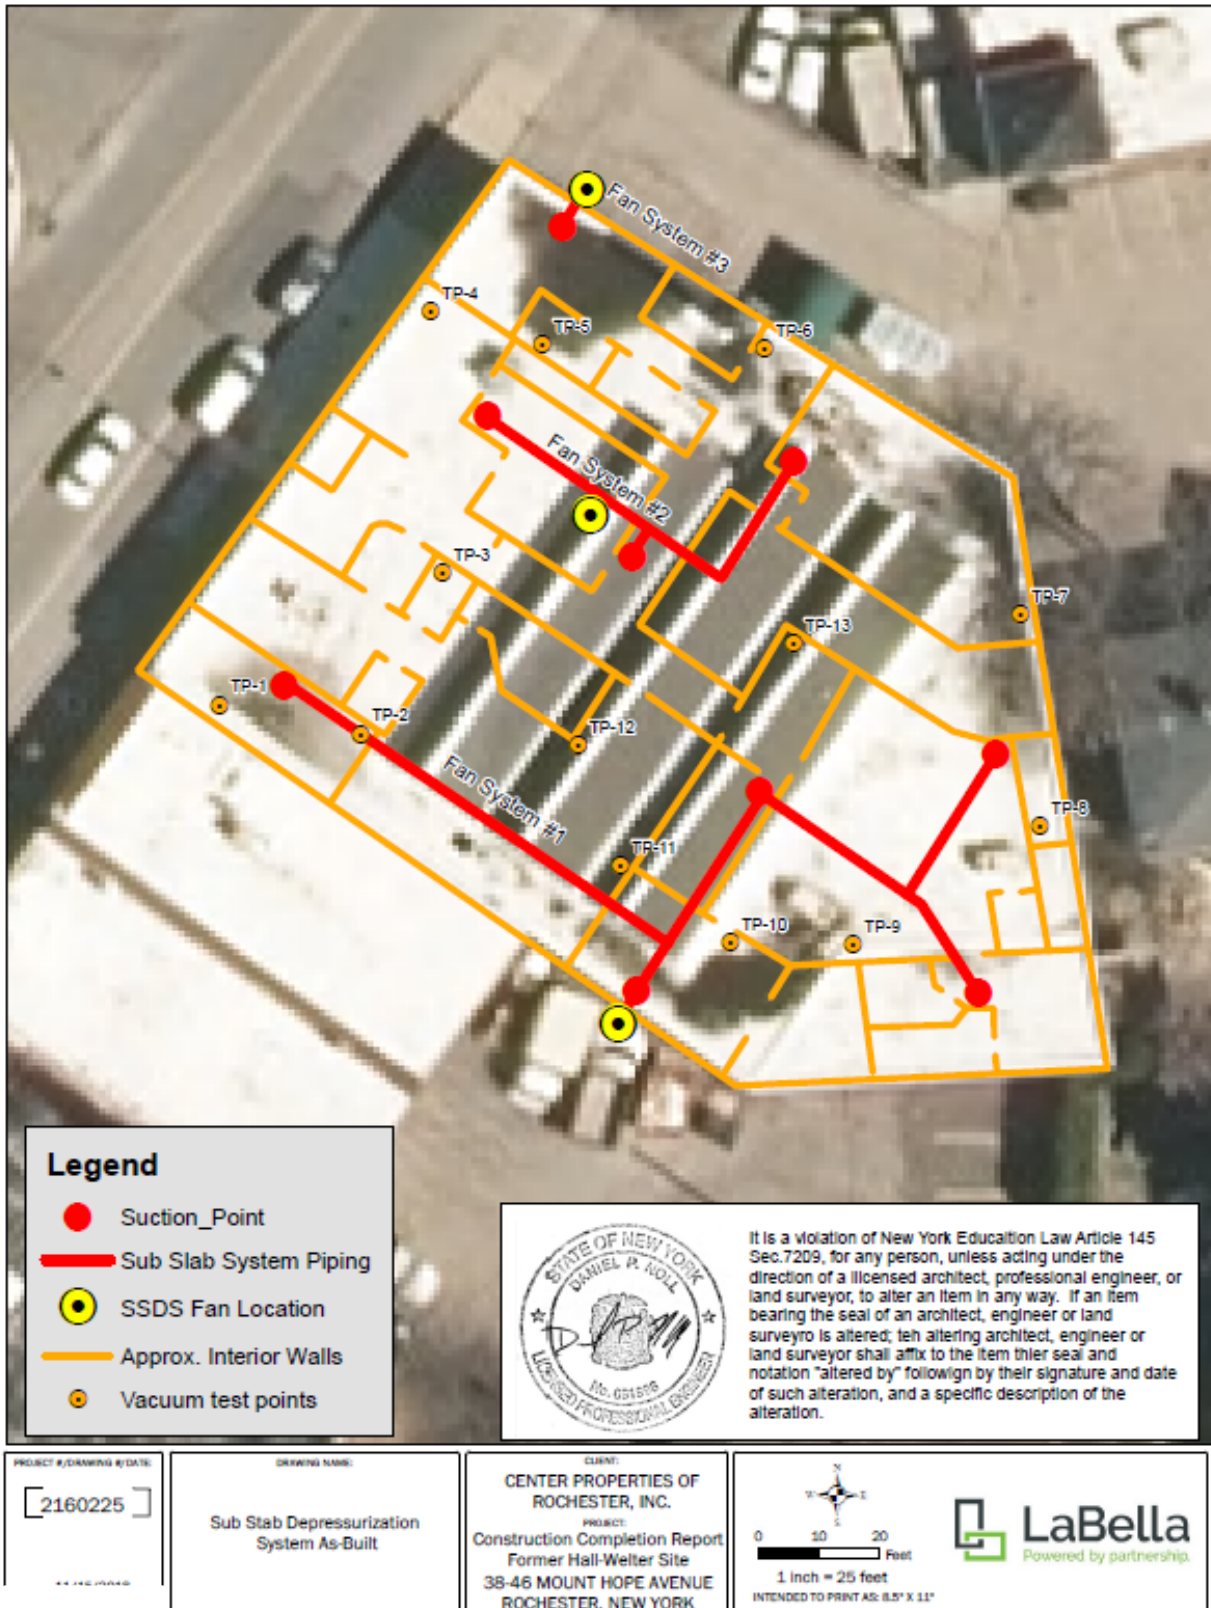 Fan System #3
TP-4
TP-5
TP-6
Fan System #2
TP-3
TP-7
TP-13
TP-1
TP-2
TP-12
Fan System #1
TP-8
TP-11
TP-10
TP-9
Legend
Suction_Point
Sub Slab System Piping
SSDS Fan Location
Approx. Interior Walls
Vacuum test points
STATE OF NEW YORK
DANIEL P. NOLL
LICENSED PROFESSIONAL ENGINEER
It is a violation of New York Educaition Law Article 145
Sec.7209, for any person, unless acting under the
direction of a licensed architect, professional engineer, or
land surveyor, to alter an item in any way. If an item
bearing the seal of an architect, engineer or land
surveyro is altered; teh altering architect, engineer or
land surveyor shall affix to the item thier seal and
notation "altered by" followign by their signature and date
of such alteration, and a specific description of the
alteration.
PROJECT #/DRAWING #/DATE:
2160225
DRAWING NAME:
Sub Stab Depressurization
System As-Built
CLIENT:
CENTER PROPERTIES OF
ROCHESTER, INC.
PROJECT:
Construction Completion Report
Former Hall-Welter Site
38-46 MOUNT HOPE AVENUE
ROCHESTER, NEW YORK
N
W E
S
0 10 20
Feet
1 inch = 25 feet
INTENDED TO PRINT AS: 8.5" X 11"
LaBella
Powered by partnership.